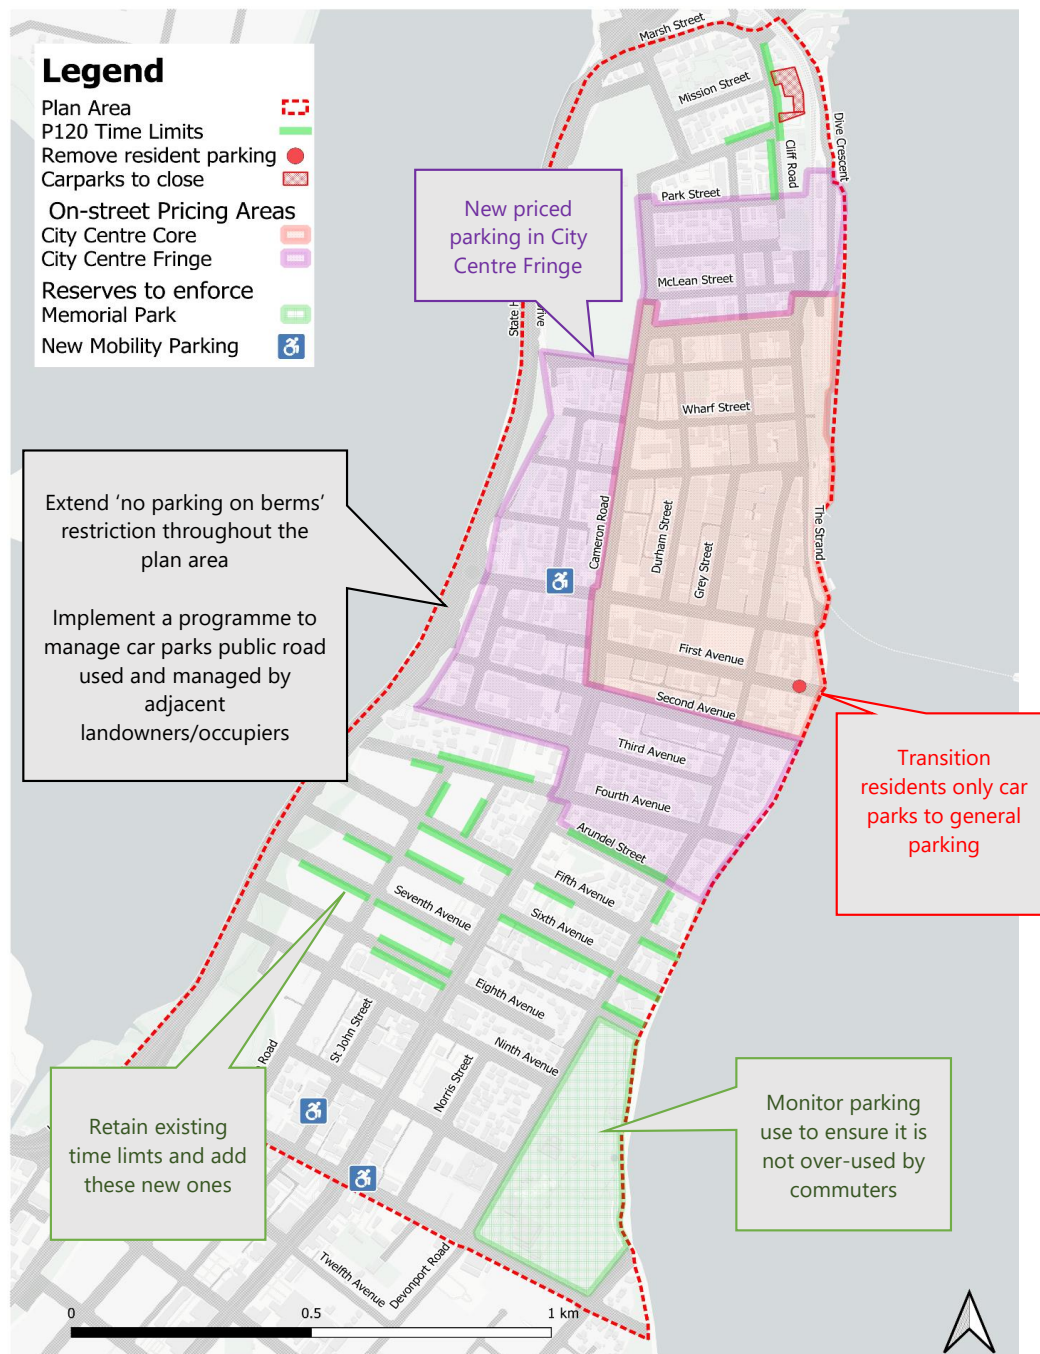 Legend
Plan Area
P120 Time Limits
Remove resident parking
Carparks to close
On-street Pricing Areas
City Centre Core
City Centre Fringe
Reserves to enforce
Memorial Park
New Mobility Parking
Marsh Street
Mission Street
Dive Crescent
Cliff Road
Park Street
New priced
parking in City
Centre Fringe
McLean Street
State H
Drive
Wharf Street
Extend ‘no parking on berms’
restriction throughout the
plan area
Implement a programme to
manage car parks public road
used and managed by
adjacent
landowners/occupiers
Cameron Road
Durham Street
Grey Street
The Strand
First Avenue
Second Avenue
Third Avenue
Transition
residents only car
parks to general
parking
Fourth Avenue
Arundel Street
Fifth Avenue
Seventh Avenue
Sixth Avenue
Eighth Avenue
St John Street
Ninth Avenue
Road
Norris Street
Retain existing
time limts and add
these new ones
Monitor parking
use to ensure it is
not over-used by
commuters
Twelfth Avenue
Devonport Road
0 0.5 1 km